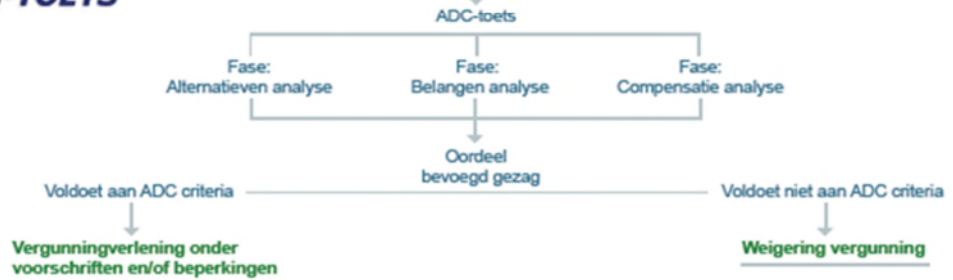 TOETS
ADC-toets
Fase:
Alternatieven analyse
Fase:
Belangen analyse
Fase:
Compensatie analyse
Oordeel
bevoegd gezag
Voldoet aan ADC criteria
Voldoet niet aan ADC criteria
Vergunningverlening onder
voorschriften en/of beperkingen
Weigering vergunning